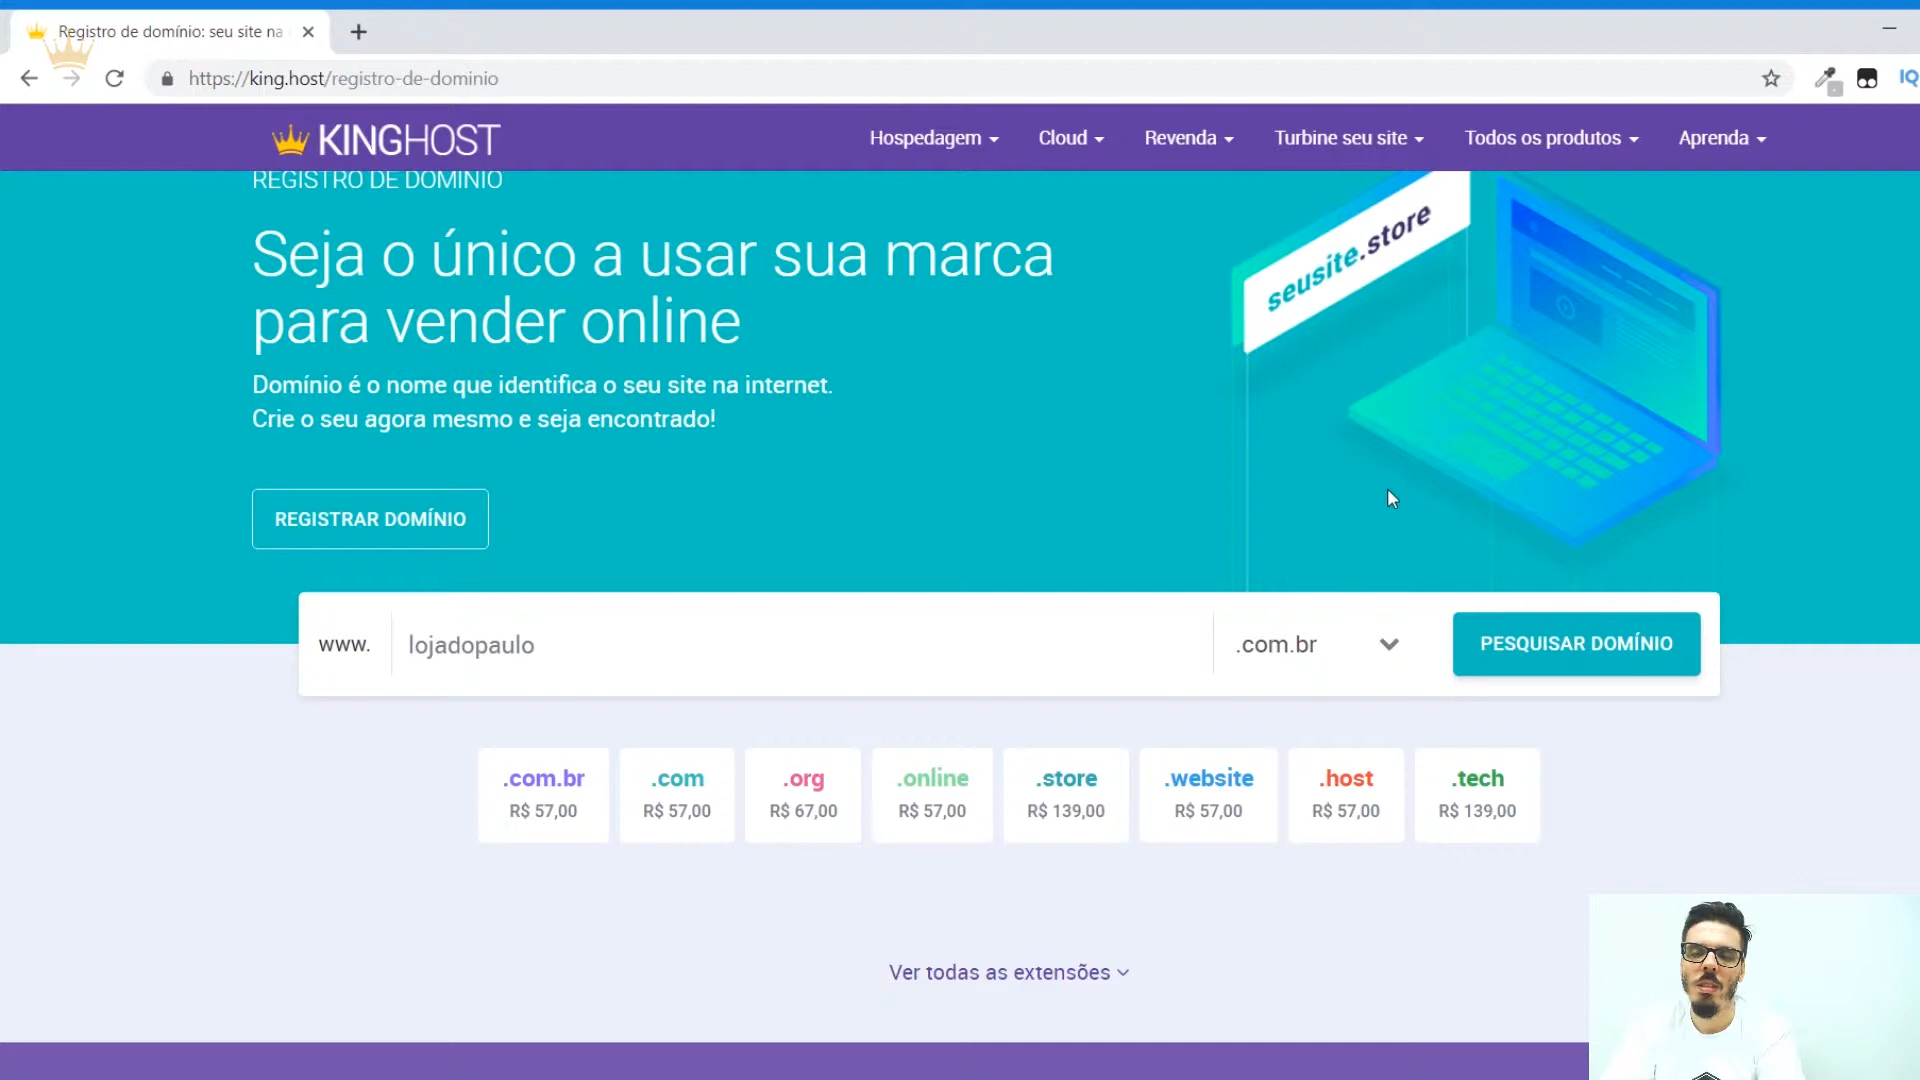 Registro de domínio: seu site na
https://king.host/registro-de-dominio
IQ
KINGHOST
Hospedagem
Cloud
Revenda
Turbine seu site
Todos os produtos
Aprenda
REGISTRO DE DOMÍNIO
Seja o único a usar sua marca
para vender online
Domínio é o nome que identifica o seu site na internet.
Crie o seu agora mesmo e seja encontrado!
seusite.store
REGISTRAR DOMÍNIO
www.
lojadopaulo
.com.br
PESQUISAR DOMÍNIO
.com.br
R$ 57,00
.com
R$ 57,00
.org
R$ 67,00
.online
R$ 57,00
.store
R$ 139,00
.website
R$ 57,00
.host
R$ 57,00
.tech
R$ 139,00
Ver todas as extensões